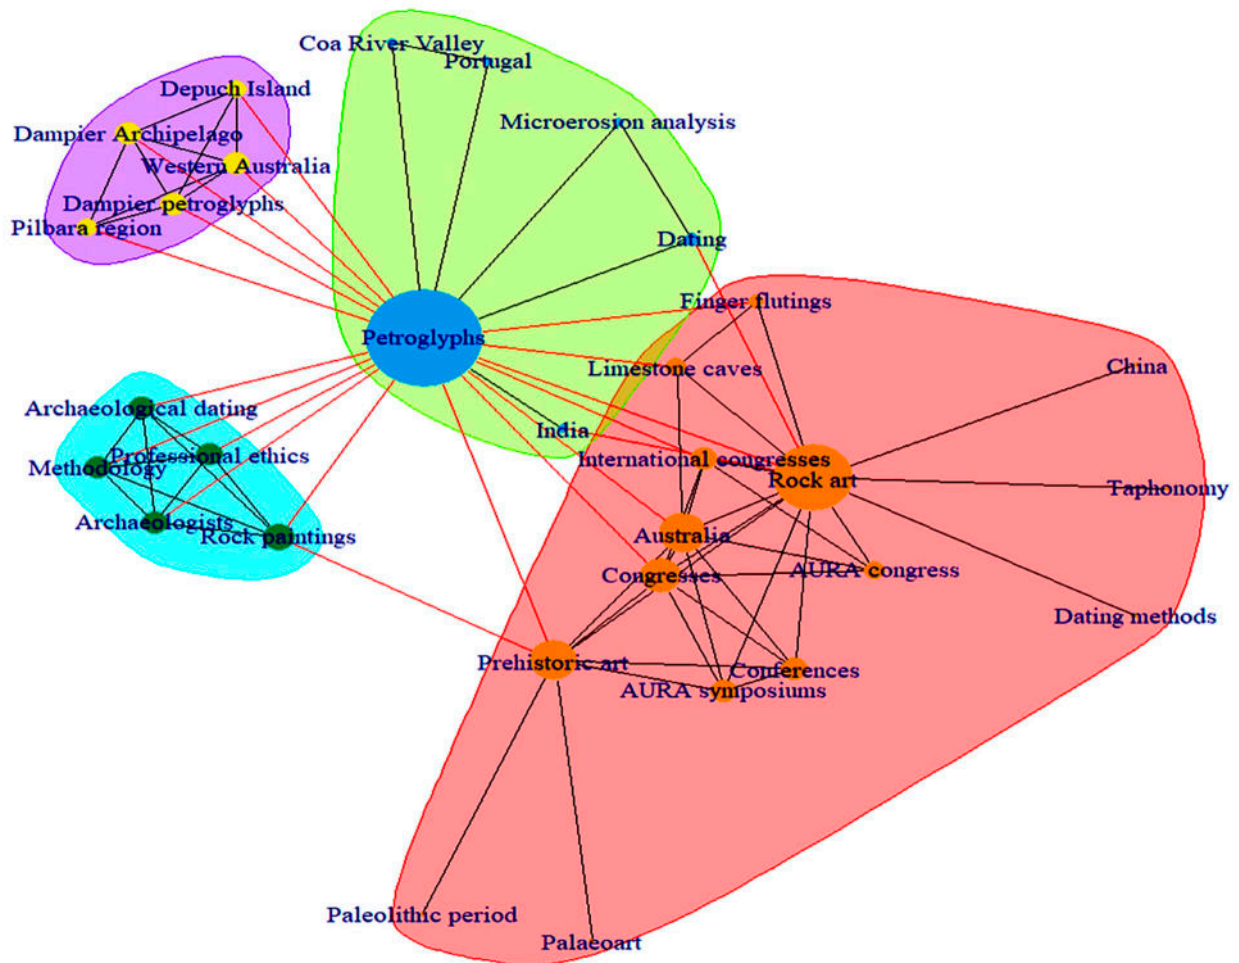 Coa River Valley
Portugal
Depuch Island
Microerosion analysis
Dampier Archipelago
Western Australia
Dampier petroglyphs
Pilbara region
Dating
Finger flutings
Petroglyphs
Limestone caves
China
Archaeological dating
India
Professional ethics
International congresses
Methodology
Rock art
Taphonomy
Archaeologists
Rock paintings
Australia
Congresses
AURA congress
Dating methods
Prehistoric art
Conferences
AURA symposiums
Paleolithic period
Palaeoart